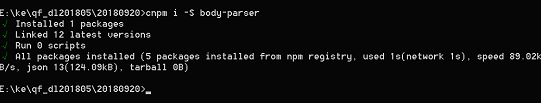 E:\ke\qf_dl201805\20180920>cnpm i -S body-parser
√ Installed 1 packages
√ Linked 12 latest versions
√ Run 0 scripts
√ All packages installed (5 packages installed from npm registry, used 1s(network 1s), speed 89.02k
B/s, json 13(124.09kB), tarball 0B)
E:\ke\qf_dl201805\20180920>